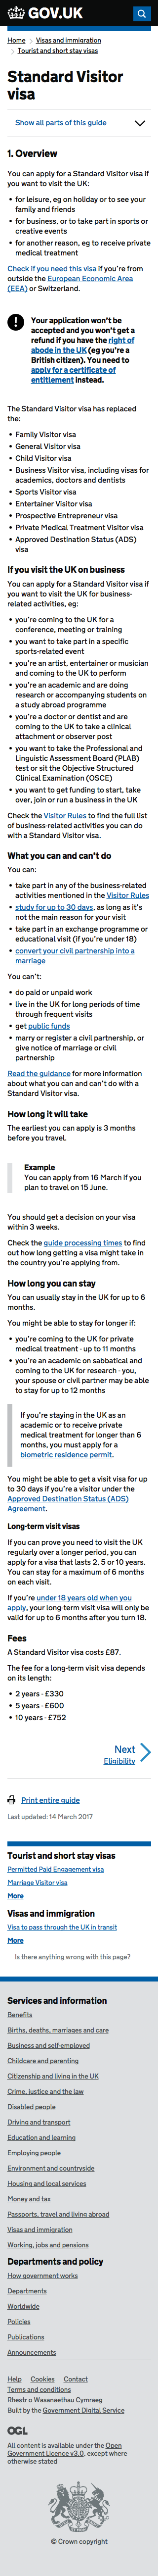 GOV.UK
Home > Visas and immigration
> Tourist and short stay visas
Standard Visitor
visa
Show all parts of this guide
1. Overview
You can apply for a Standard Visitor visa if
you want to visit the UK:
• for leisure, eg on holiday or to see your
family and friends
• for business, or to take part in sports or
creative events
• for another reason, eg to receive private
medical treatment
Check if you need this visa if you're from
outside the European Economic Area
(EEA) or Switzerland.
Your application won't be
accepted and you won't get a
refund if you have the right of
abode in the UK (eg you're a
British citizen). You need to
apply for a certificate of
entitlement instead.
The Standard Visitor visa has replaced
the:
• Family Visitor visa
• General Visitor visa
• Child Visitor visa
• Business Visitor visa, including visas for
academics, doctors and dentists
• Sports Visitor visa
• Entertainer Visitor visa
• Prospective Entrepreneur visa
• Private Medical Treatment Visitor visa
• Approved Destination Status (ADS)
visa
If you visit the UK on business
You can apply for a Standard Visitor visa if
you want to visit the UK for business-
related activities, eg:
• you're coming to the UK for a
conference, meeting or training
• you want to take part in a specific
sports-related event
• you're an artist, entertainer or musician
and coming to the UK to perform
• you're an academic and are doing
research or accompanying students on
a study abroad programme
• you're a doctor or dentist and are
coming to the UK to take a clinical
attachment or observer post
• you want to take the Professional and
Linguistic Assessment Board (PLAB)
test or sit the Objective Structured
Clinical Examination (OSCE)
• you want to get funding to start, take
over, join or run a business in the UK
Check the Visitor Rules to find the full list
of business-related activities you can do
with a Standard Visitor visa.
What you can and can't do
You can:
• take part in any of the business-related
activities mentioned in the Visitor Rules
• study for up to 30 days, as long as it's
not the main reason for your visit
• take part in an exchange programme or
educational visit (if you're under 18)
• convert your civil partnership into a
marriage
You can't:
• do paid or unpaid work
• live in the UK for long periods of time
through frequent visits
• get public funds
• marry or register a civil partnership, or
give notice of marriage or civil
partnership
Read the guidance for more information
about what you can and can't do with a
Standard Visitor visa.
How long it will take
The earliest you can apply is 3 months
before you travel.
Example
You can apply from 16 March if you
plan to travel on 15 June.
You should get a decision on your visa
within 3 weeks.
Check the guide processing times to find
out how long getting a visa might take in
the country you're applying from.
How long you can stay
You can usually stay in the UK for up to 6
months.
You might be able to stay for longer if:
• you're coming to the UK for private
medical treatment - up to 11 months
• you're an academic on sabbatical and
coming to the UK for research - you,
your spouse or civil partner may be able
to stay for up to 12 months
If you're staying in the UK as an
academic or to receive private
medical treatment for longer than 6
months, you must apply for a
biometric residence permit.
You might be able to get a visit visa for up
to 30 days if you're a visitor under the
Approved Destination Status (ADS)
Agreement.
Long-term visit visas
If you can prove you need to visit the UK
regularly over a longer period, you can
apply for a visa that lasts 2, 5 or 10 years.
You can stay for a maximum of 6 months
on each visit.
If you're under 18 years old when you
apply, your long-term visit visa will only be
valid for up to 6 months after you turn 18.
Fees
A Standard Visitor visa costs £87.
The fee for a long-term visit visa depends
on its length:
• 2 years - £330
• 5 years - £600
• 10 years - £752
Next
Eligibility
Print entire guide
Last updated: 14 March 2017
Tourist and short stay visas
Permitted Paid Engagement visa
Marriage Visitor visa
More
Visas and immigration
Visa to pass through the UK in transit
More
Is there anything wrong with this page?
Services and information
Benefits
Births, deaths, marriages and care
Business and self-employed
Childcare and parenting
Citizenship and living in the UK
Crime, justice and the law
Disabled people
Driving and transport
Education and learning
Employing people
Environment and countryside
Housing and local services
Money and tax
Passports, travel and living abroad
Visas and immigration
Working, jobs and pensions
Departments and policy
How government works
Departments
Worldwide
Policies
Publications
Announcements
Help Cookies Contact
Terms and conditions
Rhestr o Wasanaethau Cymraeg
Built by the Government Digital Service
OGL
All content is available under the Open
Government Licence v3.0, except where
otherwise stated
© Crown copyright